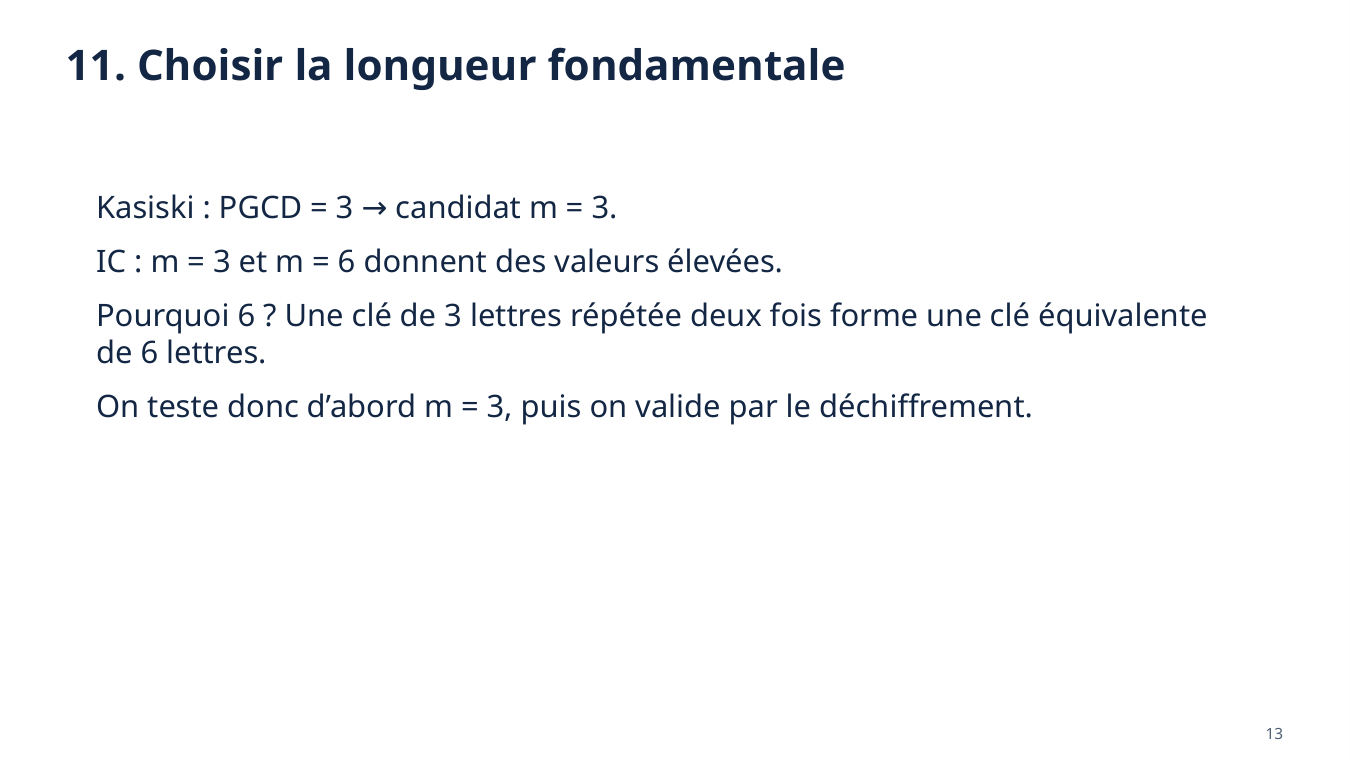 11. Choisir la longueur fondamentale
Kasiski : PGCD = 3 → candidat m = 3.
IC : m = 3 et m = 6 donnent des valeurs élevées.
Pourquoi 6 ? Une clé de 3 lettres répétée deux fois forme une clé équivalente
de 6 lettres.
On teste donc d’abord m = 3, puis on valide par le déchiffrement.
13